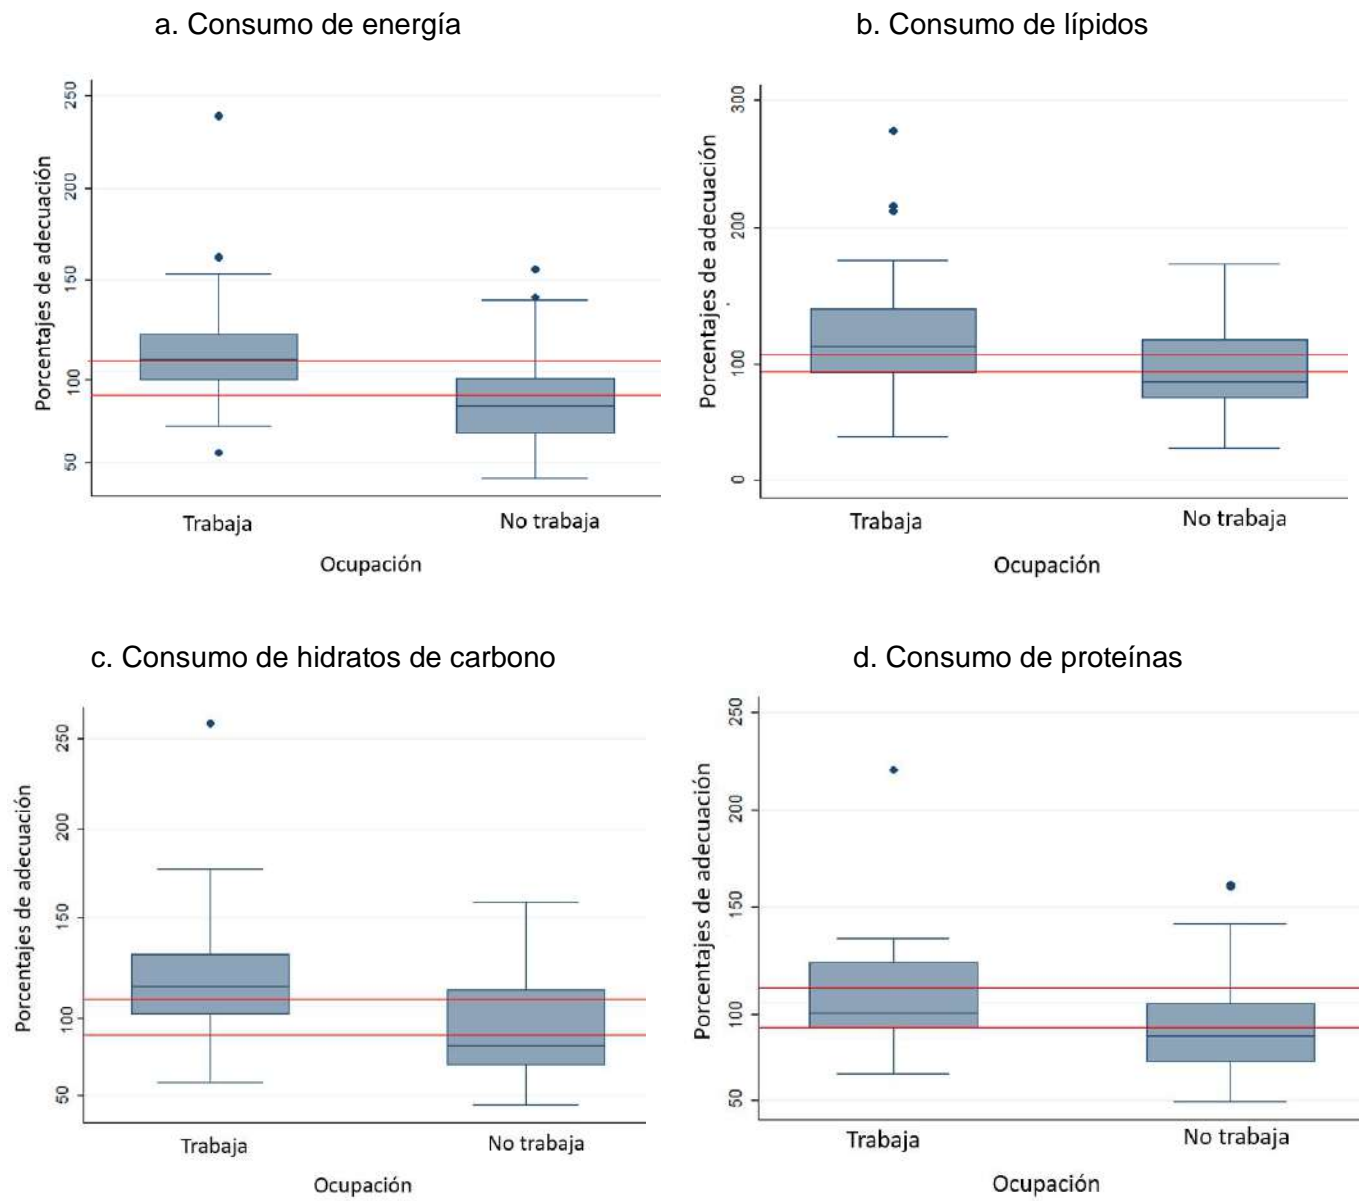 a. Consumo de energía
b. Consumo de lípidos
Porcentajes de adecuación
250
200
150
100
50
Trabaja
No trabaja
Ocupación
Porcentajes de adecuación
300
200
100
0
Trabaja
No trabaja
Ocupación
c. Consumo de hidratos de carbono
d. Consumo de proteínas
Porcentajes de adecuación
250
200
150
100
50
Trabaja
No trabaja
Ocupación
Porcentajes de adecuación
250
200
150
100
50
Trabaja
No trabaja
Ocupación